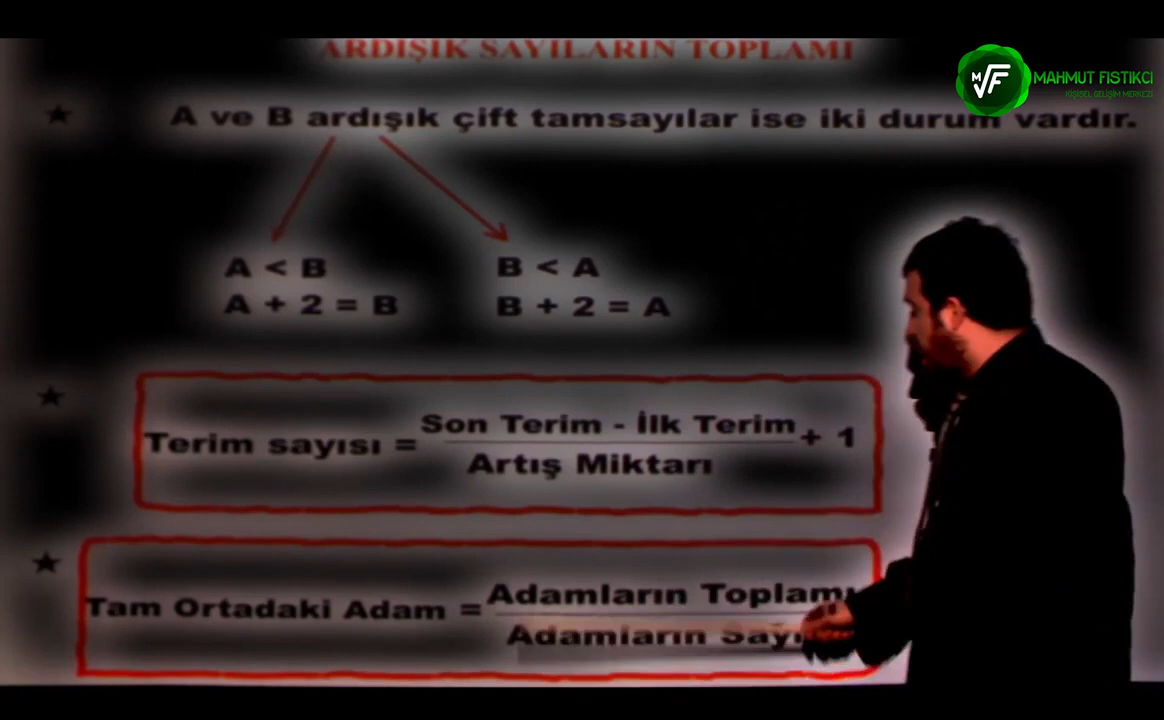 ARDIŞIK SAYILARIN TOPLAMI
MAHMUT FISTIKCI
KİŞİSEL GELİŞİM MERKEZİ
★ A ve B ardışık çift tamsayılar ise iki durum vardır.
A < B B < A
A + 2 = B B + 2 = A
★ Terim sayısı = Son Terim - İlk Terim + 1
Artış Miktarı
★ Tam Ortadaki Adam = Adamların Toplamı
Adamların Sayı